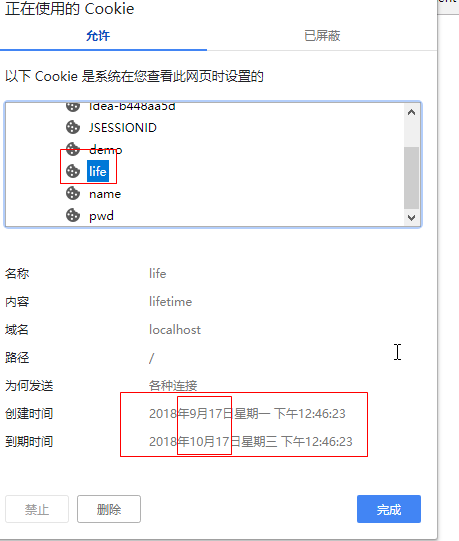 正在使用的 Cookie
允许
已屏蔽
以下 Cookie 是系统在您查看此网页时设置的
Idea-b448aa5d
JSESSIONID
demo
life
name
pwd
名称 life
内容 lifetime
域名 localhost
路径 /
为何发送 各种连接
创建时间 2018年9月17日星期一 下午12:46:23
到期时间 2018年10月17日星期三 下午12:46:23
禁止
删除
完成